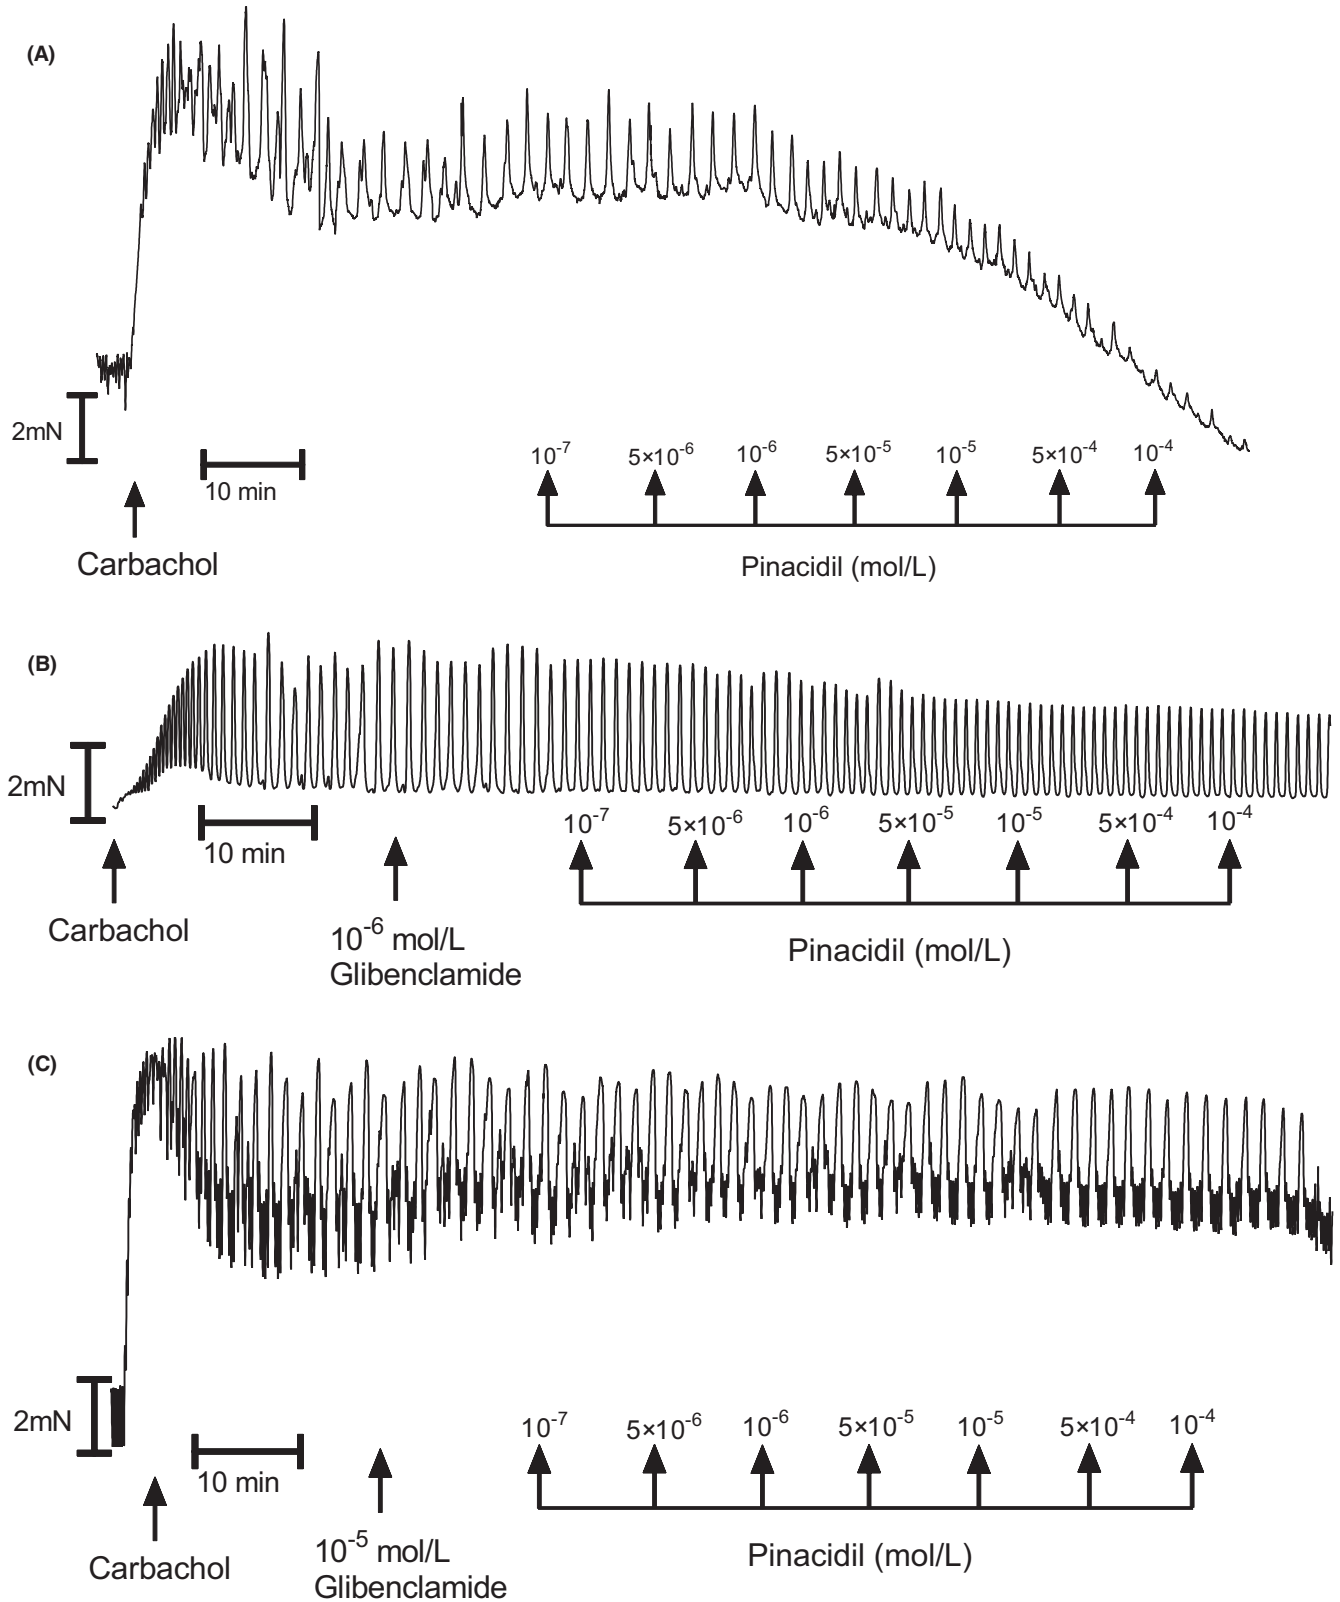 (A)
2mN
10 min
Carbachol
10⁻⁷ 5×10⁻⁶ 10⁻⁶ 5×10⁻⁵ 10⁻⁵ 5×10⁻⁴ 10⁻⁴
Pinacidil (mol/L)
(B)
2mN
10 min
Carbachol
10⁻⁶ mol/L
Glibenclamide
10⁻⁷ 5×10⁻⁶ 10⁻⁶ 5×10⁻⁵ 10⁻⁵ 5×10⁻⁴ 10⁻⁴
Pinacidil (mol/L)
(C)
2mN
10 min
Carbachol
10⁻⁵ mol/L
Glibenclamide
10⁻⁷ 5×10⁻⁶ 10⁻⁶ 5×10⁻⁵ 10⁻⁵ 5×10⁻⁴ 10⁻⁴
Pinacidil (mol/L)